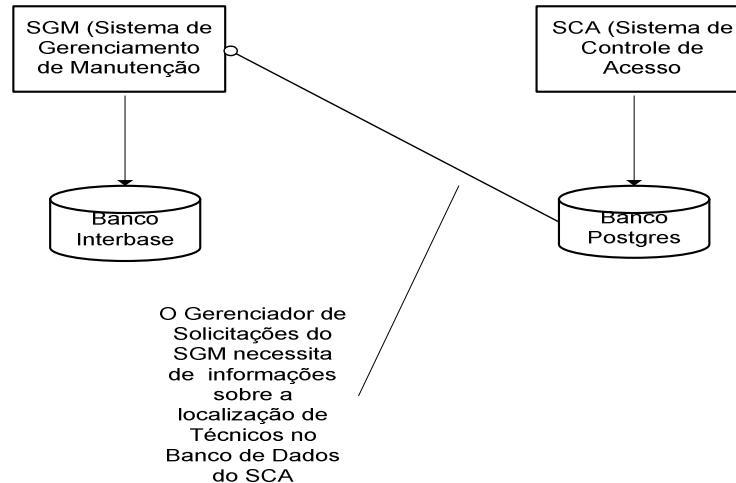 SGM (Sistema de
Gerenciamento
de Manutenção
SCA (Sistema de
Controle de
Acesso
Banco
Interbase
Banco
Postgres
O Gerenciador de
Solicitações do
SGM necessita
de informações
sobre a
localização de
Técnicos no
Banco de Dados
do SCA